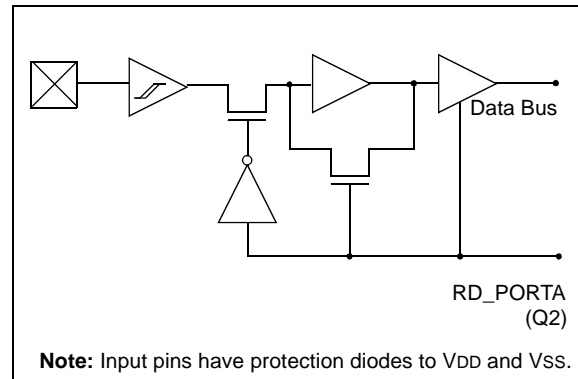 Data Bus
RD_PORTA
(Q2)
Note: Input pins have protection diodes to VDD and VSS.